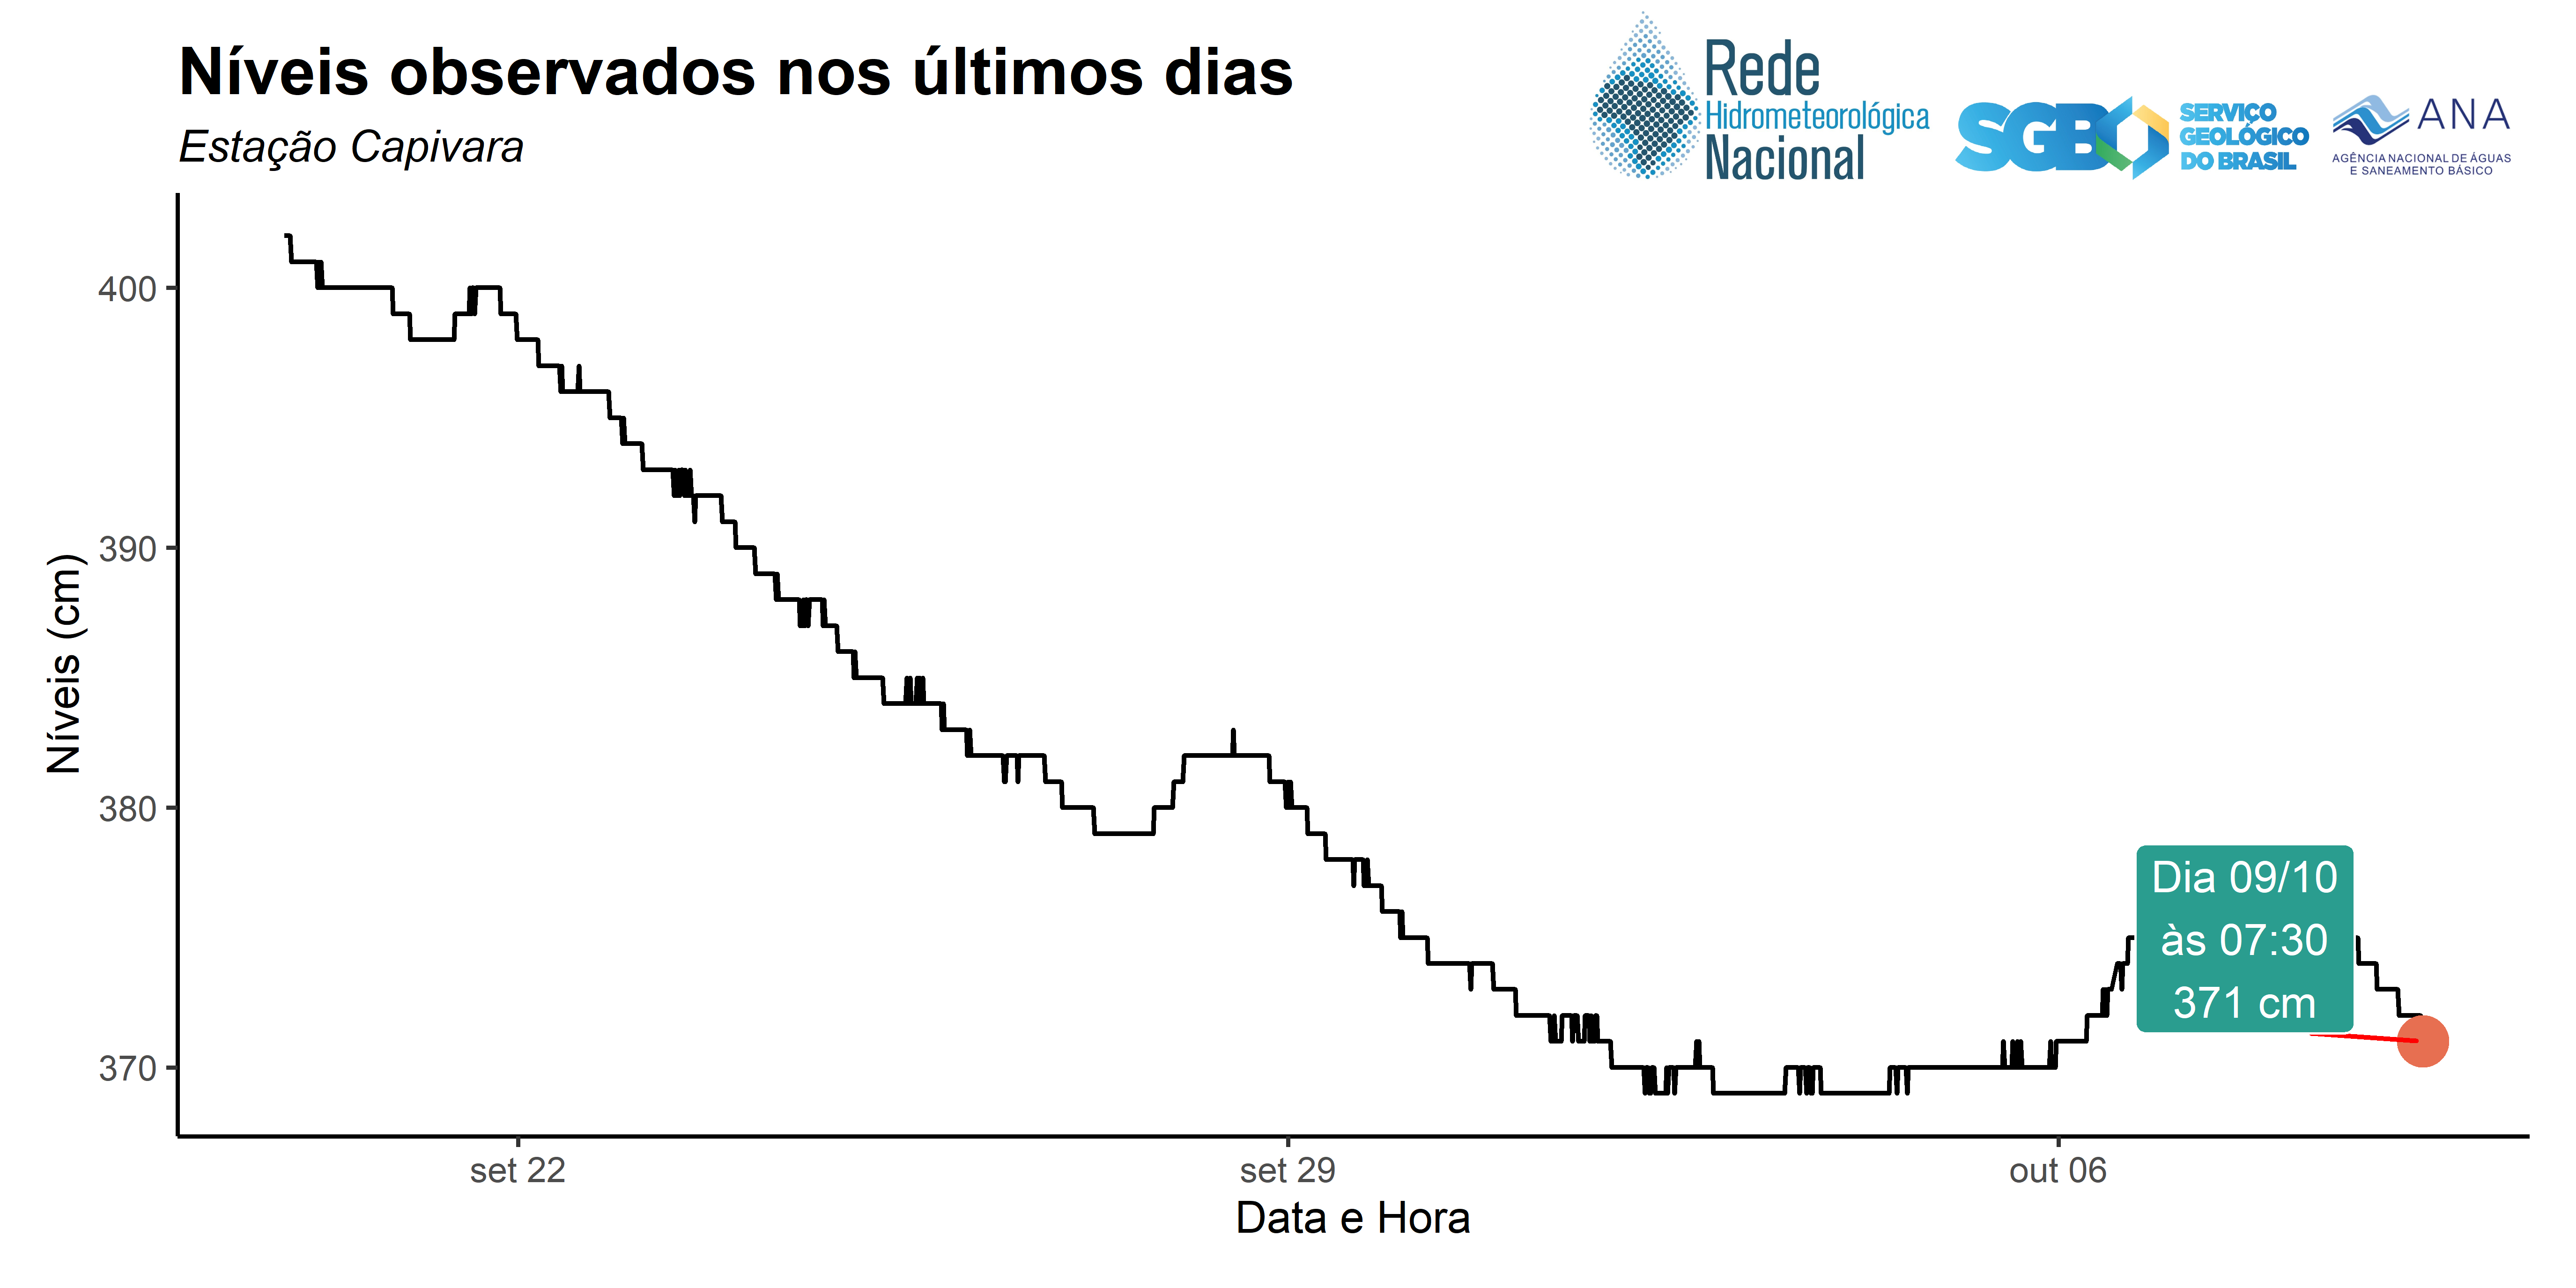 Níveis observados nos últimos dias
Estação Capivara
Rede
Hidrometeorológica
Nacional
SGB
SERVIÇO
GEOLÓGICO
DO BRASIL
ANA
AGÊNCIA NACIONAL DE ÁGUAS
E SANEAMENTO BÁSICO
Níveis (cm)
400
390
380
370
Dia 09/10
às 07:30
371 cm
set 22
set 29
out 06
Data e Hora